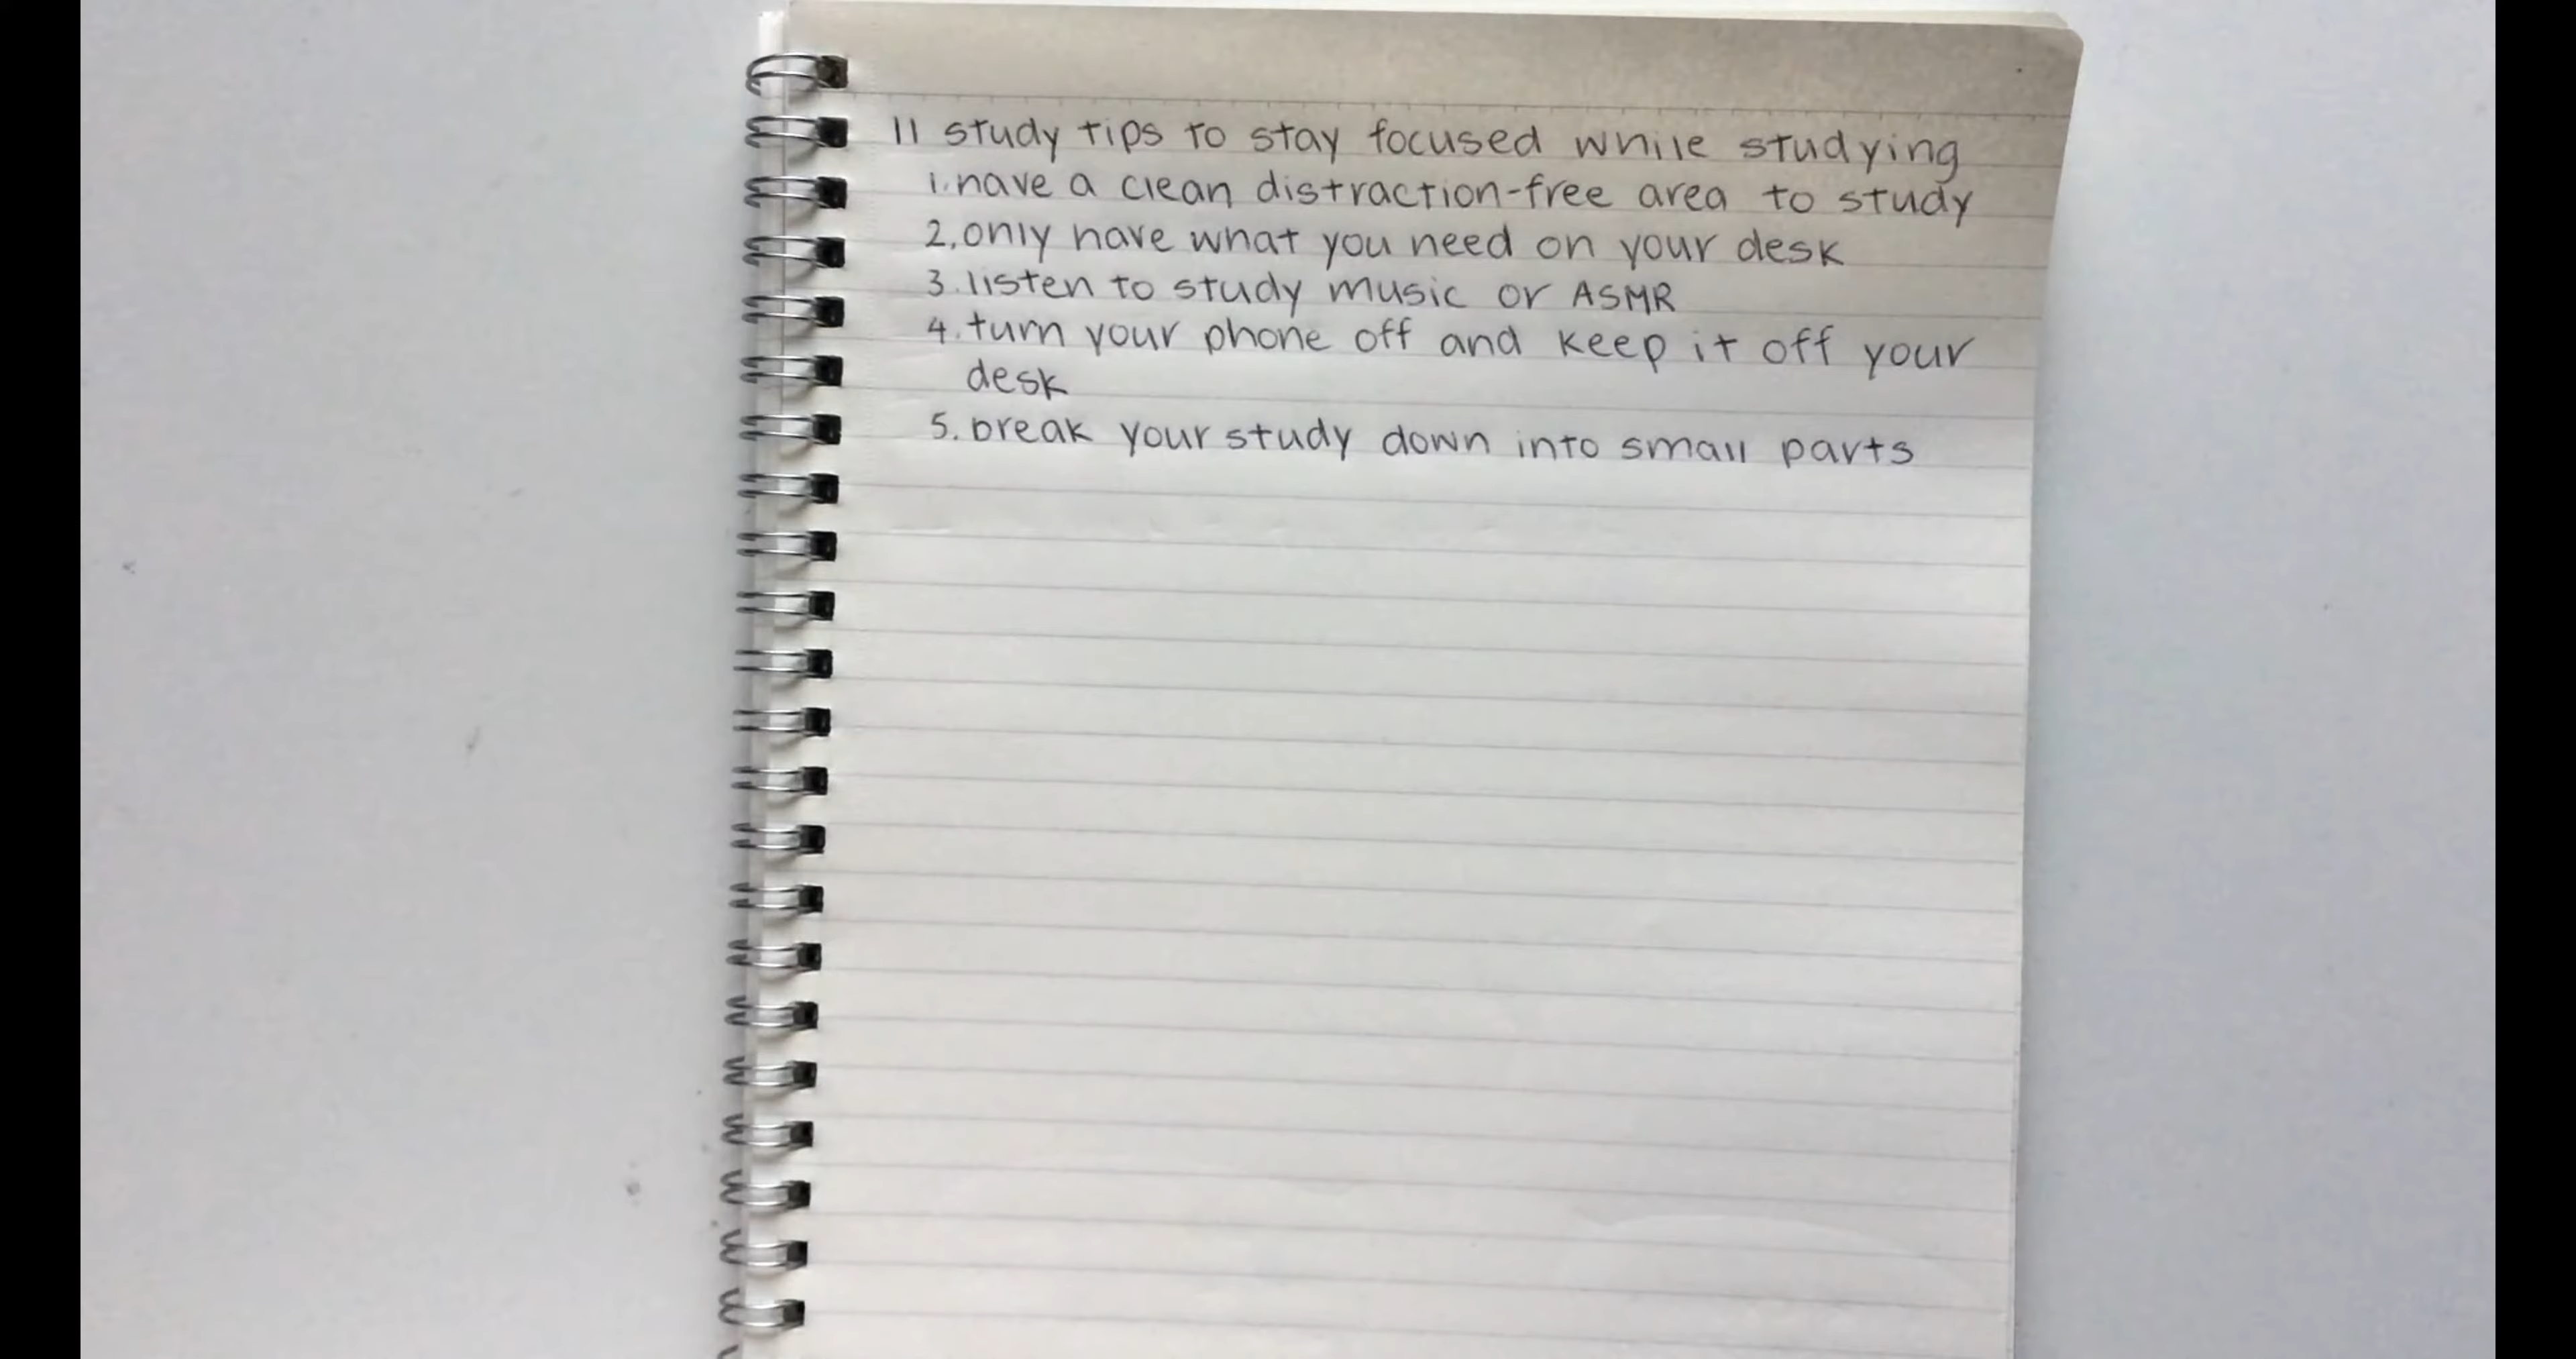 11 study tips to stay focused while studying
1. have a clean distraction-free area to study
2. only have what you need on your desk
3. listen to study music or ASMR
4. turn your phone off and keep it off your
desk
5. break your study down into small parts